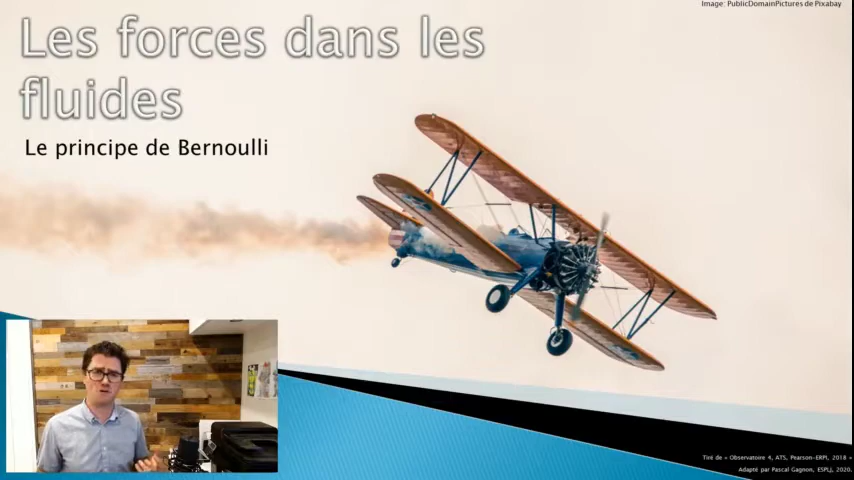 Image: PublicDomainPictures de Pixabay
Les forces dans les
fluides
Le principe de Bernoulli
Tiré de « Observatoire 4, ATS, Pearson-ERPI, 2018 »
Adapté par Pascal Gagnon, ESPLJ, 2020.